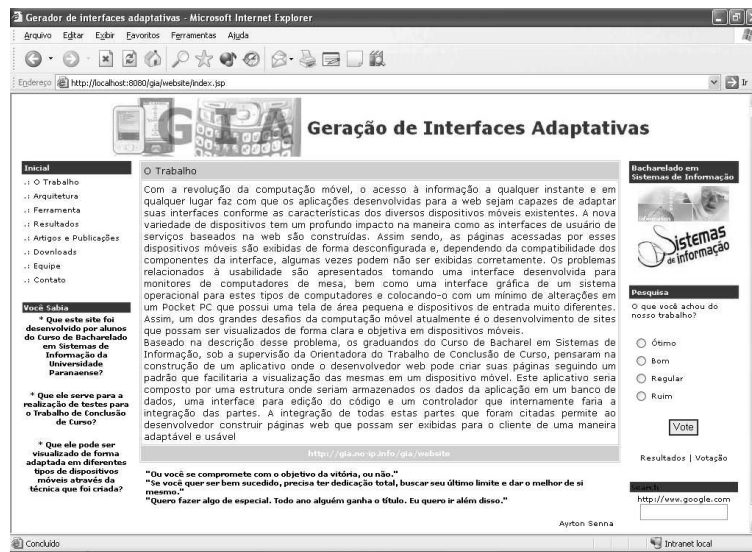 Gerador de interfaces adaptativas - Microsoft Internet Explorer
Arquivo Editar Exibir Favoritos Ferramentas Ajuda
Endereço http://localhost:8080/gia/website/index.jsp Ir
GIA
Geração de Interfaces Adaptativas
Inicial
.: O Trabalho
.: Arquitetura
.: Ferramenta
.: Resultados
.: Artigos e Publicações
.: Downloads
.: Equipe
.: Contato
Você Sabia
* Que este site foi
desenvolvido por alunos
do Curso de Bacharelado
em Sistemas de
Informação da
Universidade
Paranaense?
* Que ele serve para a
realização de testes para
o Trabalho de Conclusão
de Curso?
* Que ele pode ser
visualizado de forma
adaptada em diferentes
tipos de dispositivos
móveis através da
técnica que foi criada?
O Trabalho
Com a revolução da computação móvel, o acesso à informação a qualquer instante e em
qualquer lugar faz com que os aplicações desenvolvidas para a web sejam capazes de adaptar
suas interfaces conforme as características dos diversos dispositivos móveis existentes. A nova
variedade de dispositivos tem um profundo impacto na maneira como as interfaces de usuário de
serviços baseados na web são construídas. Assim sendo, as páginas acessadas por esses
dispositivos móveis são exibidas de forma desconfigurada e, dependendo da compatibilidade dos
componentes da interface, algumas vezes podem não ser exibidas corretamente. Os problemas
relacionados à usabilidade são apresentados tomando uma interface desenvolvida para
monitores de computadores de mesa, bem como uma interface gráfica de um sistema
operacional para estes tipos de computadores e colocando-o com um mínimo de alterações em
um Pocket PC que possui uma tela de área pequena e dispositivos de entrada muito diferentes.
Assim, um dos grandes desafios da computação móvel atualmente é o desenvolvimento de sites
que possam ser visualizados de forma clara e objetiva em dispositivos móveis.
Baseado na descrição desse problema, os graduandos do Curso de Bacharel em Sistemas de
Informação, sob a supervisão da Orientadora do Trabalho de Conclusão de Curso, pensaram na
construção de um aplicativo onde o desenvolvedor web pode criar suas páginas seguindo um
padrão que facilitaria a visualização das mesmas em um dispositivo móvel. Este aplicativo seria
composto por uma estrutura onde seriam armazenados os dados da aplicação em um banco de
dados, uma interface para edição do código e um controlador que internamente faria a
integração das partes. A integração de todas estas partes que foram citadas permite ao
desenvolvedor construir páginas web que possam ser exibidas para o cliente de uma maneira
adaptável e usável
http://gia.no-ip.info/gia/website
"Ou você se compromete com o objetivo da vitória, ou não."
"Se você quer ser bem sucedido, precisa ter dedicação total, buscar seu último limite e dar o melhor de si
mesmo."
"Quero fazer algo de especial. Todo ano alguém ganha o título. Eu quero ir além disso."
Ayrton Senna
Bacharelado em
Sistemas de Informação
Sistemas
de informação
Pesquisa
O que você achou do
nosso trabalho?
Ótimo
Bom
Regular
Ruim
Vote
Resultados | Votação
Search
http://www.google.com
Concluído
Intranet local